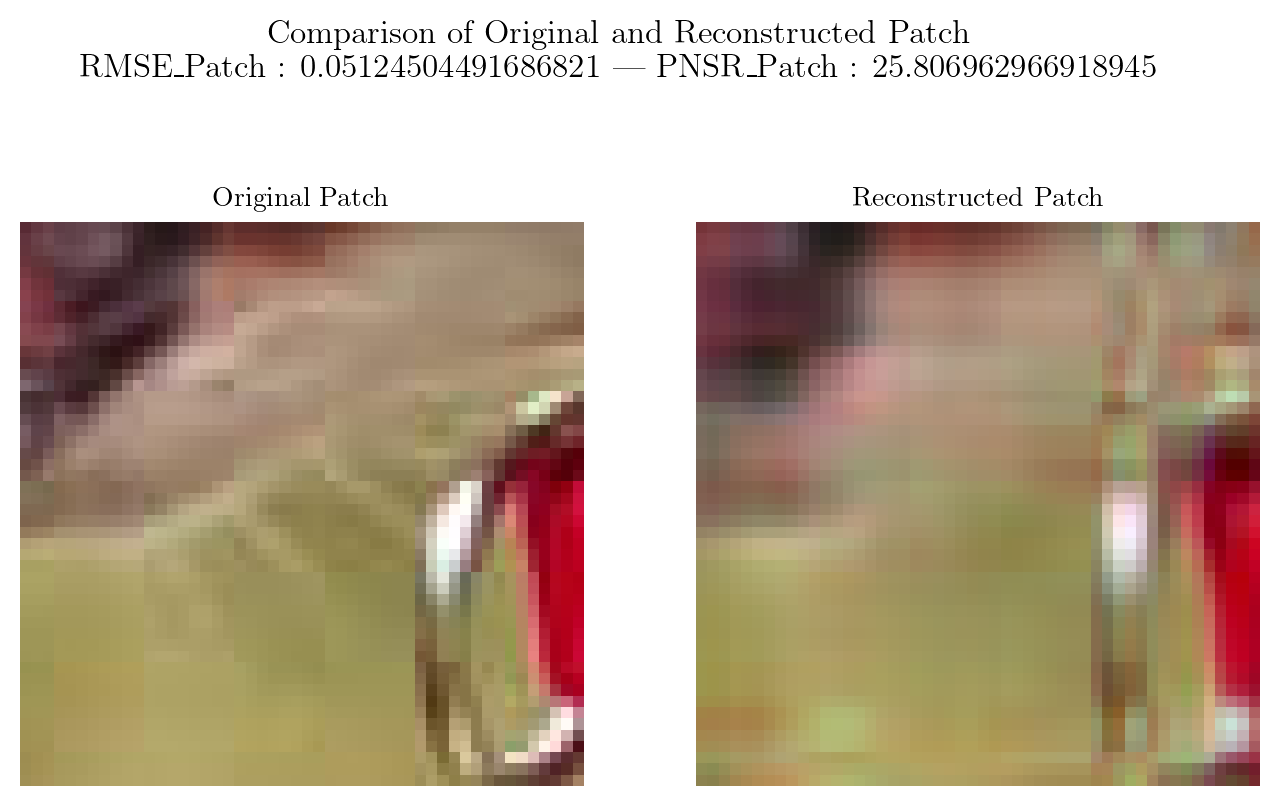 Comparison of Original and Reconstructed Patch
RMSE_Patch : 0.05124504491686821 — PNSR_Patch : 25.806962966918945
Original Patch
Reconstructed Patch